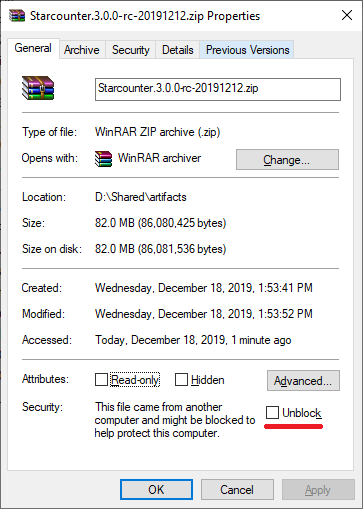 Starcounter.3.0.0-rc-20191212.zip Properties
General Archive Security Details Previous Versions
Starcounter.3.0.0-rc-20191212.zip
Type of file: WinRAR ZIP archive (.zip)
Opens with: WinRAR archiver Change...
Location: D:\Shared\artifacts
Size: 82.0 MB (86,080,425 bytes)
Size on disk: 82.0 MB (86,081,536 bytes)
Created: Wednesday, December 18, 2019, 1:53:41 PM
Modified: Wednesday, December 18, 2019, 1:53:52 PM
Accessed: Today, December 18, 2019, 1 minute ago
Attributes: Read-only Hidden Advanced...
Security: This file came from another
computer and might be blocked to
help protect this computer.
Unblock
OK Cancel Apply